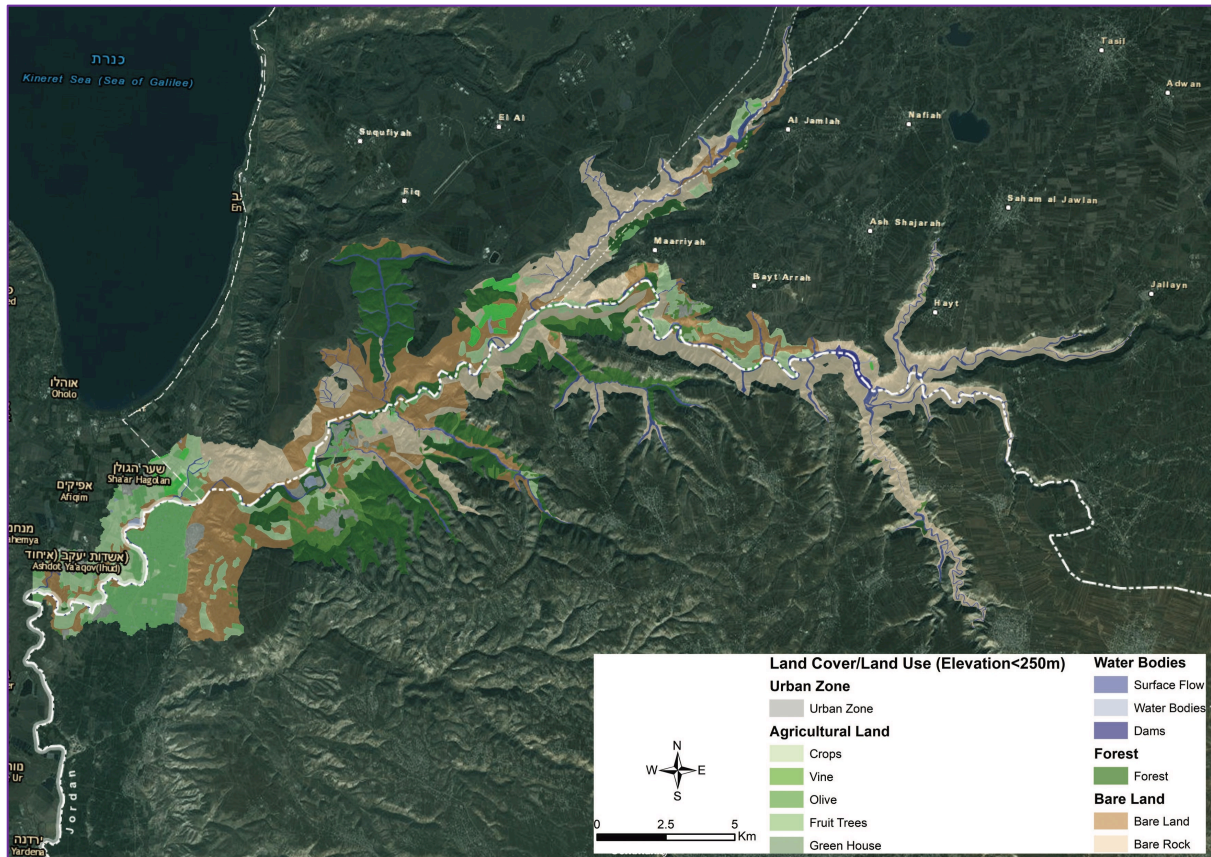 כנרת
Kineret Sea (Sea of Galilee)
Tasil
Adwan
El Al
Suqufiyah
Al Jamlah
Nafiah
Fiq
En
Saham al Jawlan
Ash Shajarah
Maarriyah
Bayt Arrah
Jallayn
Hayt
אוהלו
Oholo
שער הגולן
Sha'ar Hagolan
אפיקים
Afiqim
אשדות יעקב (איחוד)
Ashdot Ya'aqov(Ihud)
Jordan
ירדנה
Yardena
Land Cover/Land Use (Elevation<250m)
Urban Zone
Urban Zone
Agricultural Land
Crops
Vine
Olive
Fruit Trees
Green House
Water Bodies
Surface Flow
Water Bodies
Dams
Forest
Forest
Bare Land
Bare Land
Bare Rock
N
W E
S
0 2.5 5
Km